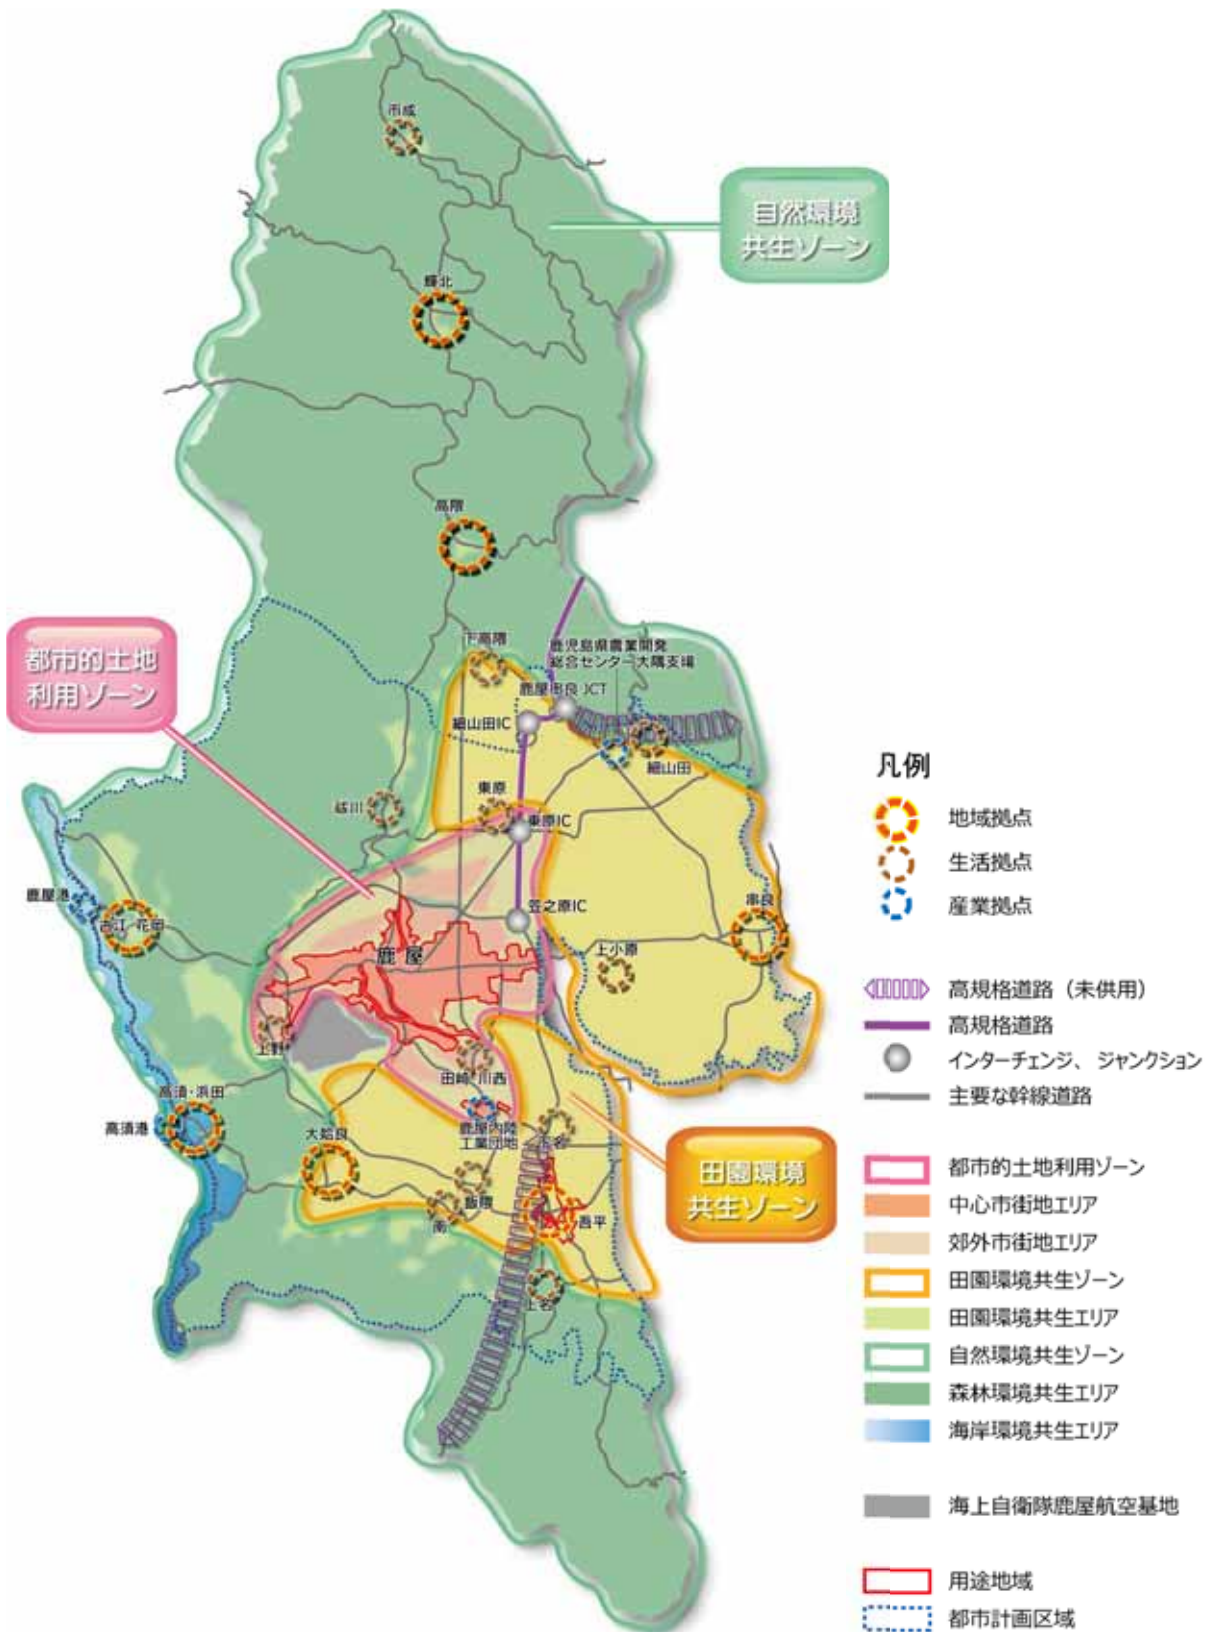 市成
自然環境
共生ゾーン
輝北
高隈
都市的土地
利用ゾーン
下高隈
鹿児島県農業開発
総合センター大隅支場
鹿屋串良 JCT
細山田IC
細山田
東原
東原IC
祓川
鹿屋港
古江 花岡
笠之原IC
串良
鹿屋
上小原
上野
田崎・川西
高須・浜田
高須港
大姶良
鹿屋内陸
工業団地
下名
田園環境
共生ゾーン
飯隈
南
吾平
上名
凡例
地域拠点
生活拠点
産業拠点
高規格道路（未供用）
高規格道路
インターチェンジ、ジャンクション
主要な幹線道路
都市的土地利用ゾーン
中心市街地エリア
郊外市街地エリア
田園環境共生ゾーン
田園環境共生エリア
自然環境共生ゾーン
森林環境共生エリア
海岸環境共生エリア
海上自衛隊鹿屋航空基地
用途地域
都市計画区域